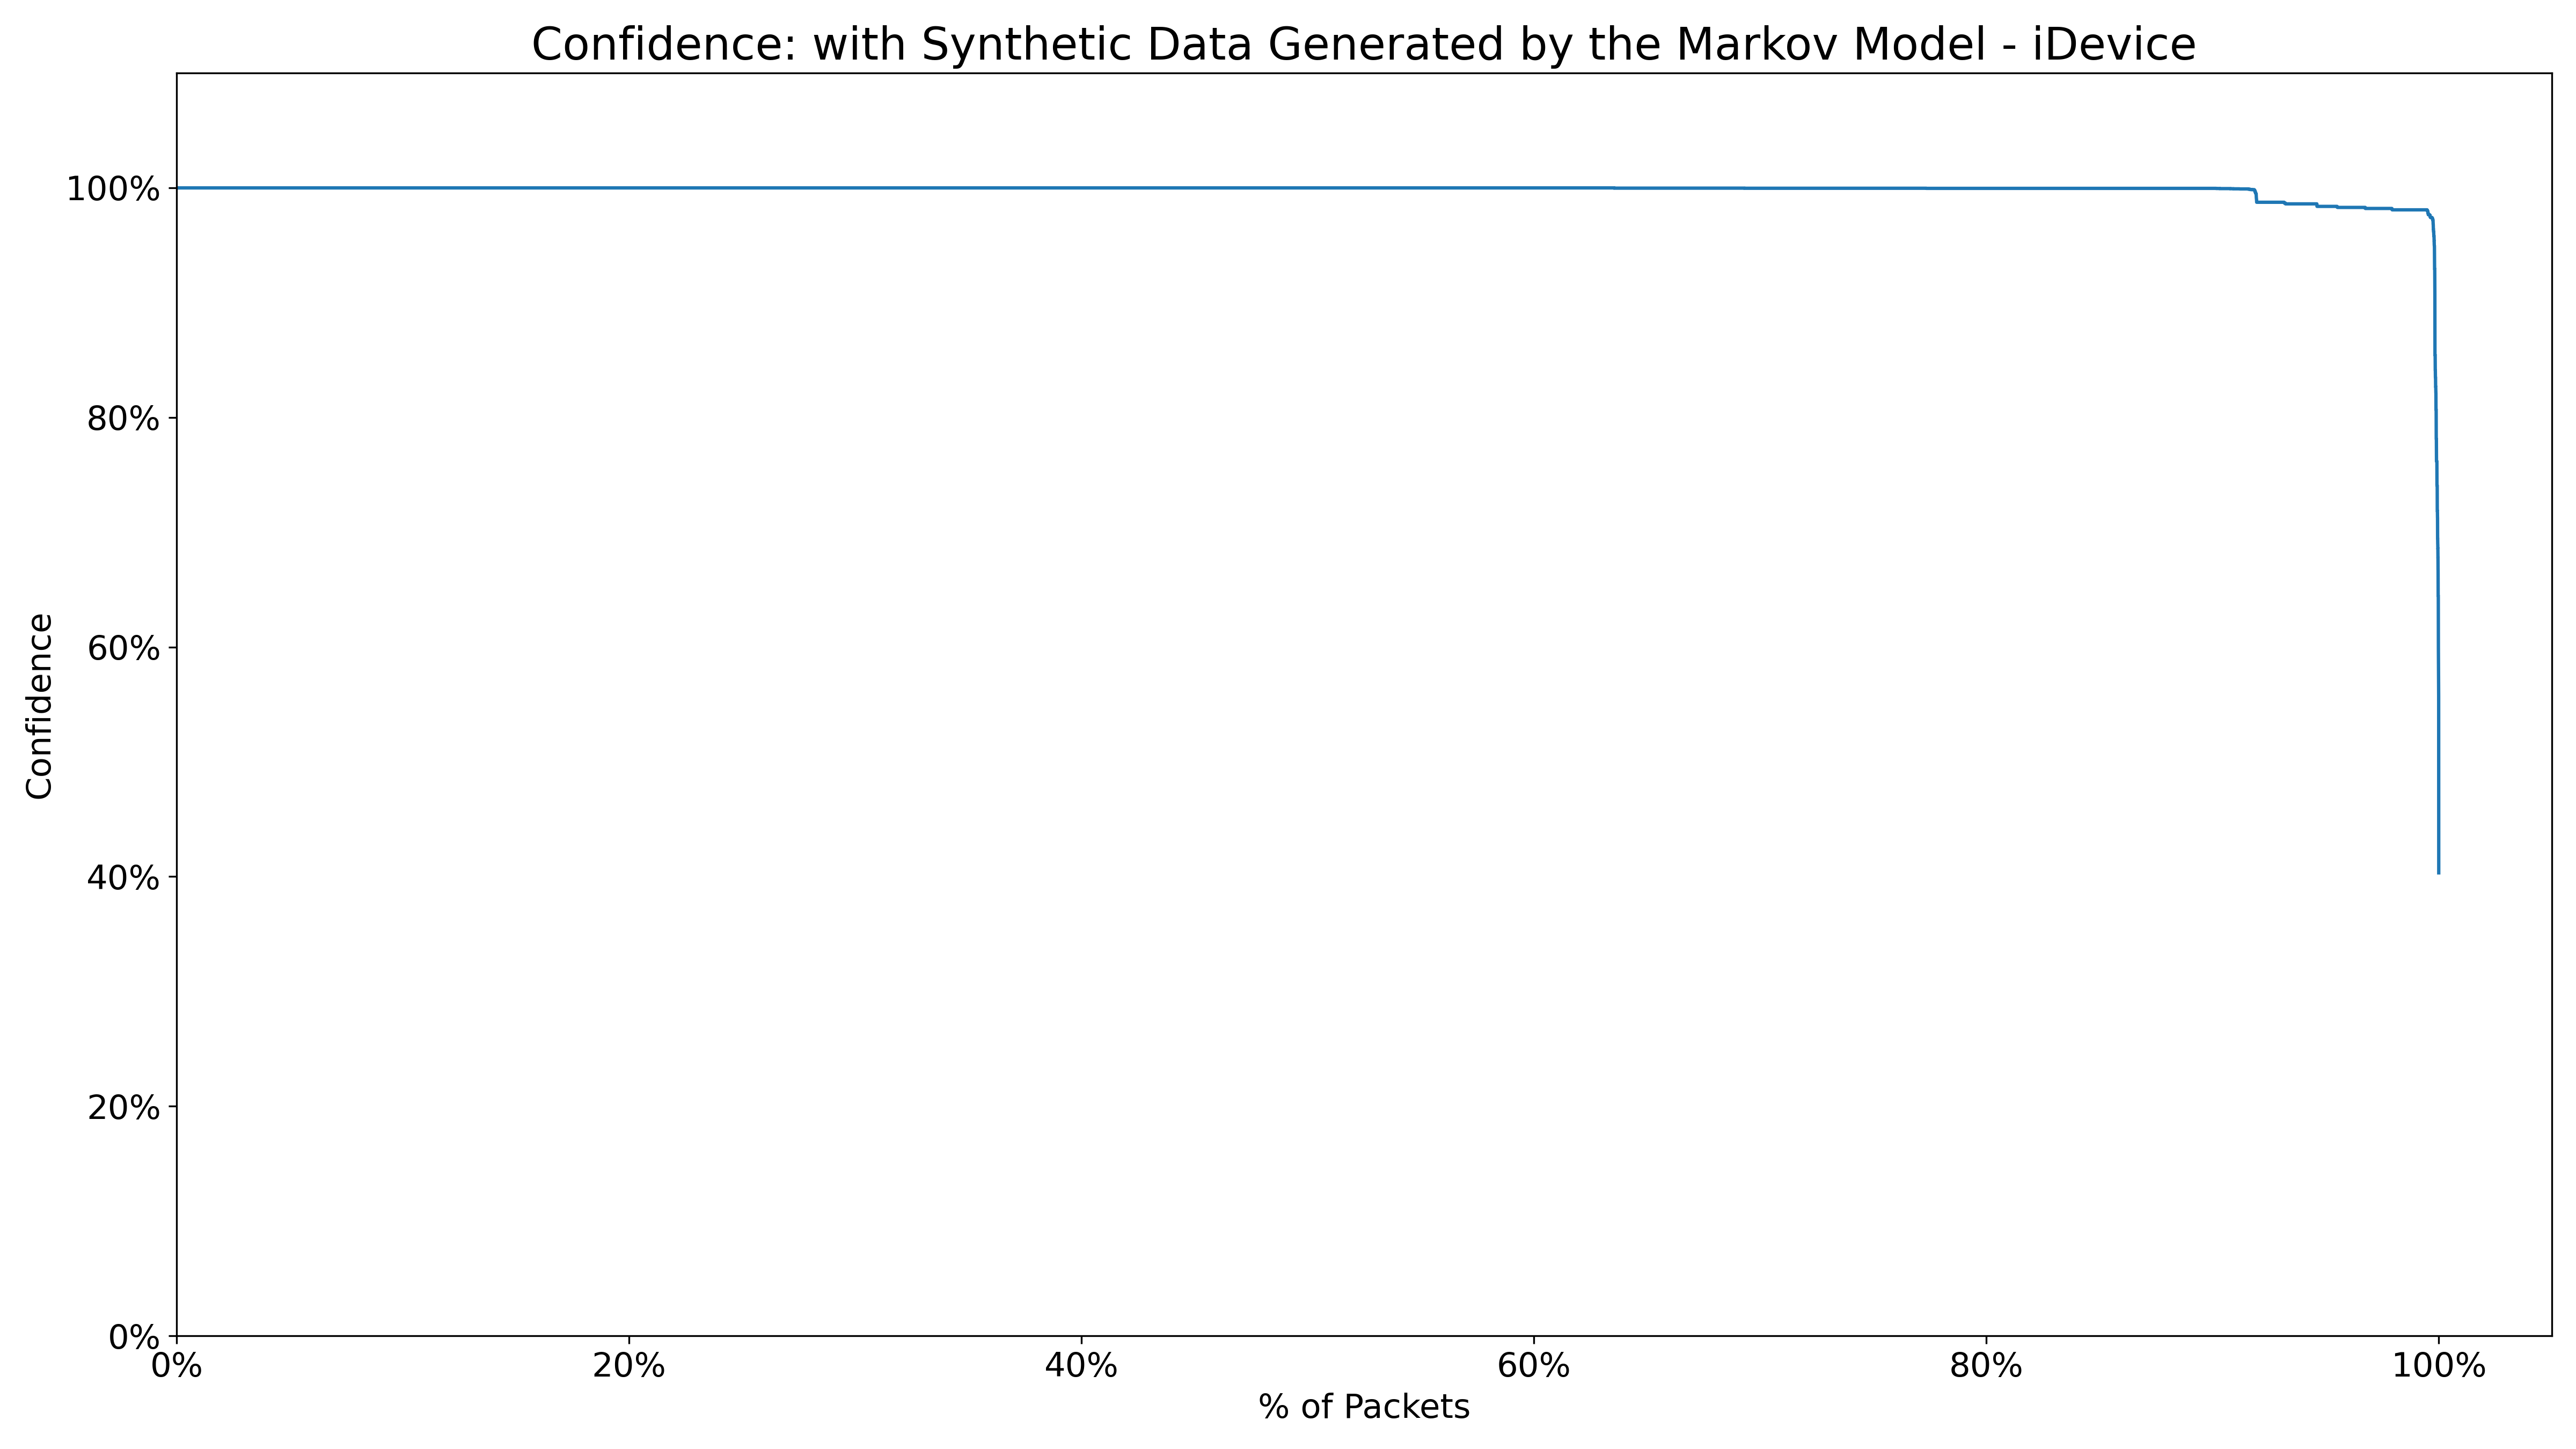 Confidence: with Synthetic Data Generated by the Markov Model - iDevice
100%
80%
60%
40%
20%
0%
Confidence
0% 20% 40% 60% 80% 100%
% of Packets